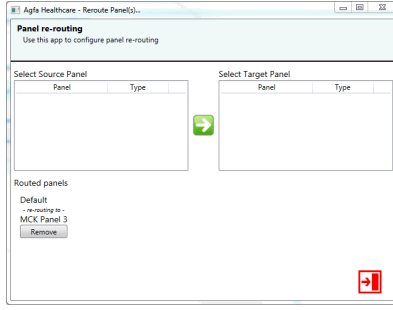 Agfa Healthcare - Reroute Panel(s)...
Panel re-routing
Use this app to configure panel re-routing
Select Source Panel
Select Target Panel
Panel Type
Panel Type
Routed panels
Default
- re-routing to -
MCK Panel 3
Remove